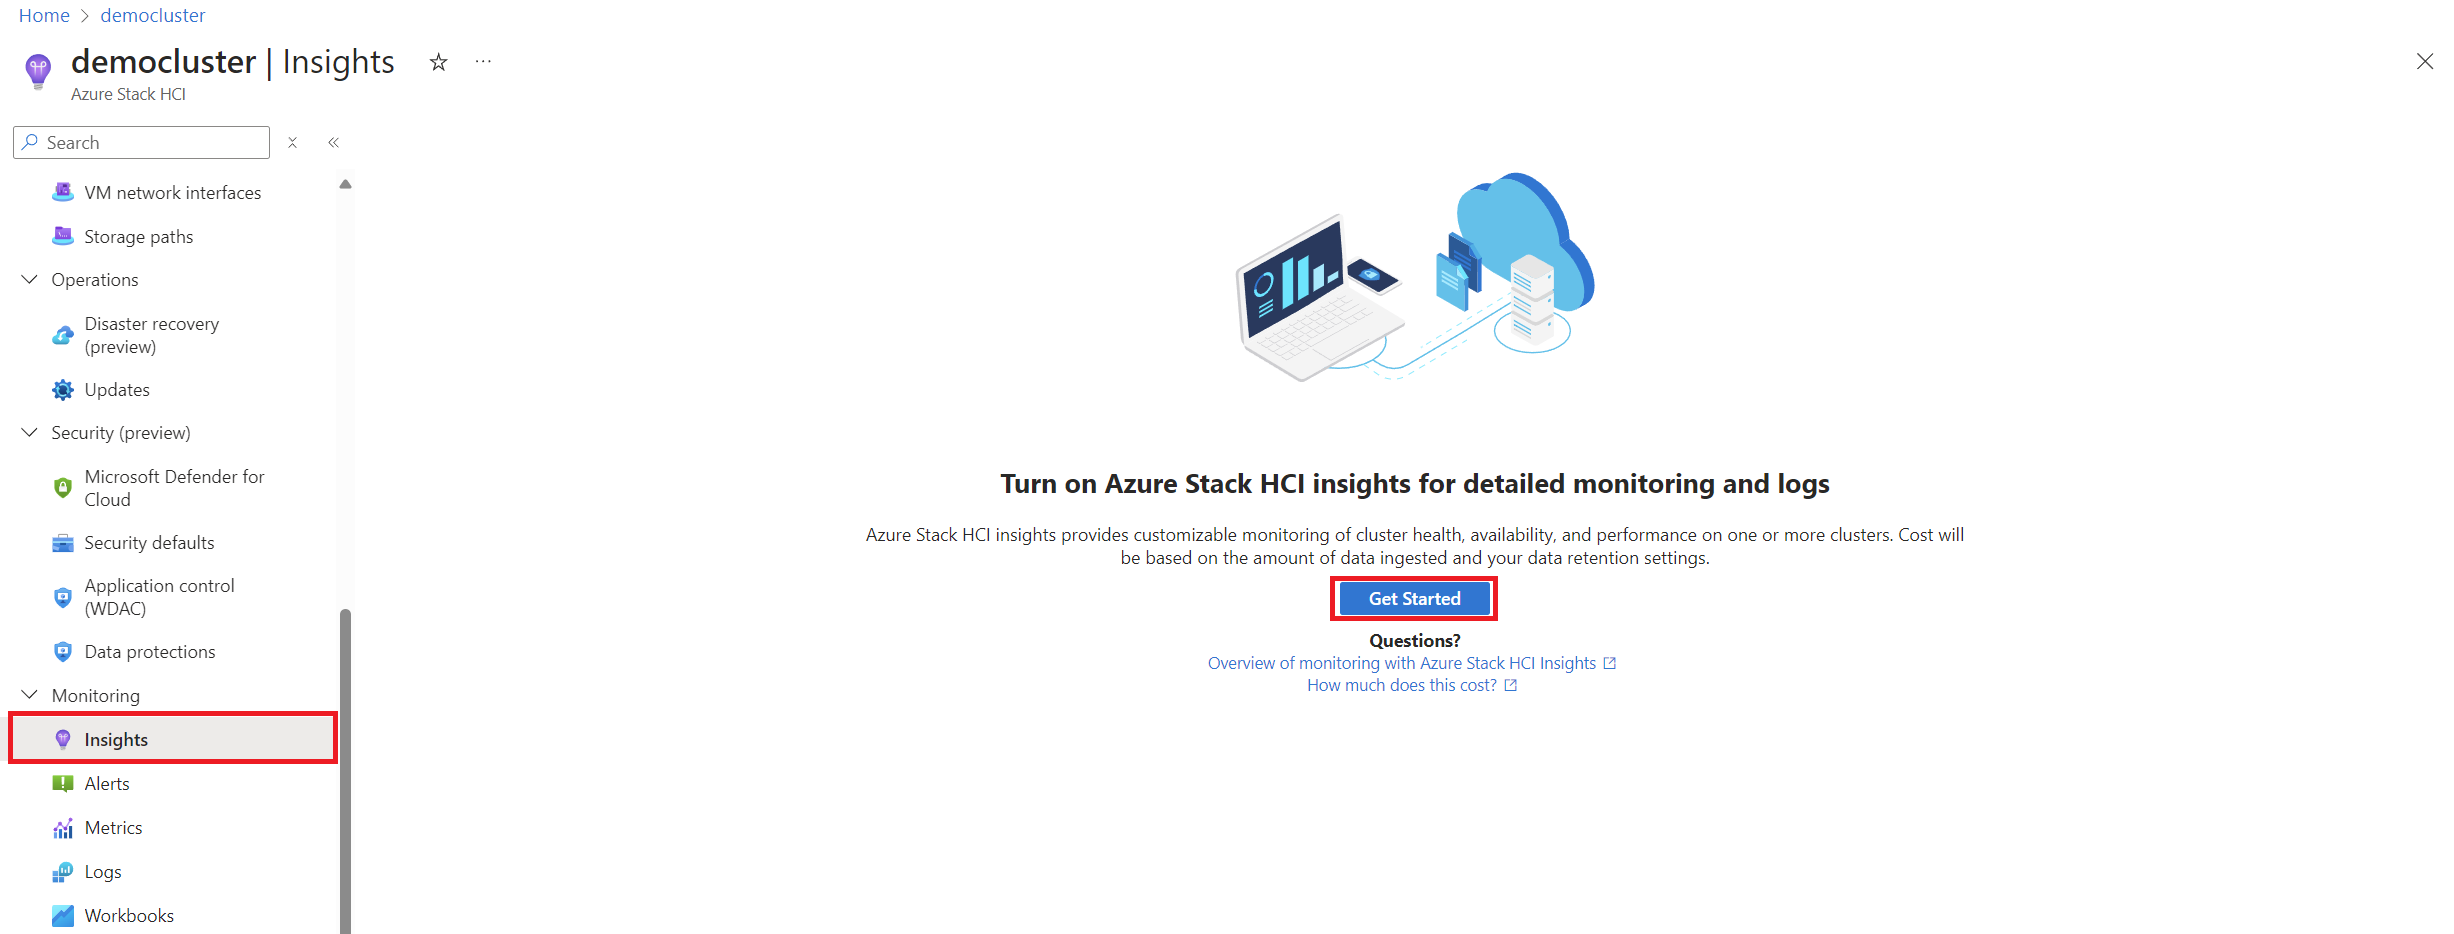 Home > democluster
democluster | Insights
Azure Stack HCI
Search
VM network interfaces
Storage paths
Operations
Disaster recovery
(preview)
Updates
Security (preview)
Microsoft Defender for
Cloud
Security defaults
Application control
(WDAC)
Data protections
Monitoring
Insights
Alerts
Metrics
Logs
Workbooks
Turn on Azure Stack HCI insights for detailed monitoring and logs
Azure Stack HCI insights provides customizable monitoring of cluster health, availability, and performance on one or more clusters. Cost will
be based on the amount of data ingested and your data retention settings.
Get Started
Questions?
Overview of monitoring with Azure Stack HCI Insights
How much does this cost?